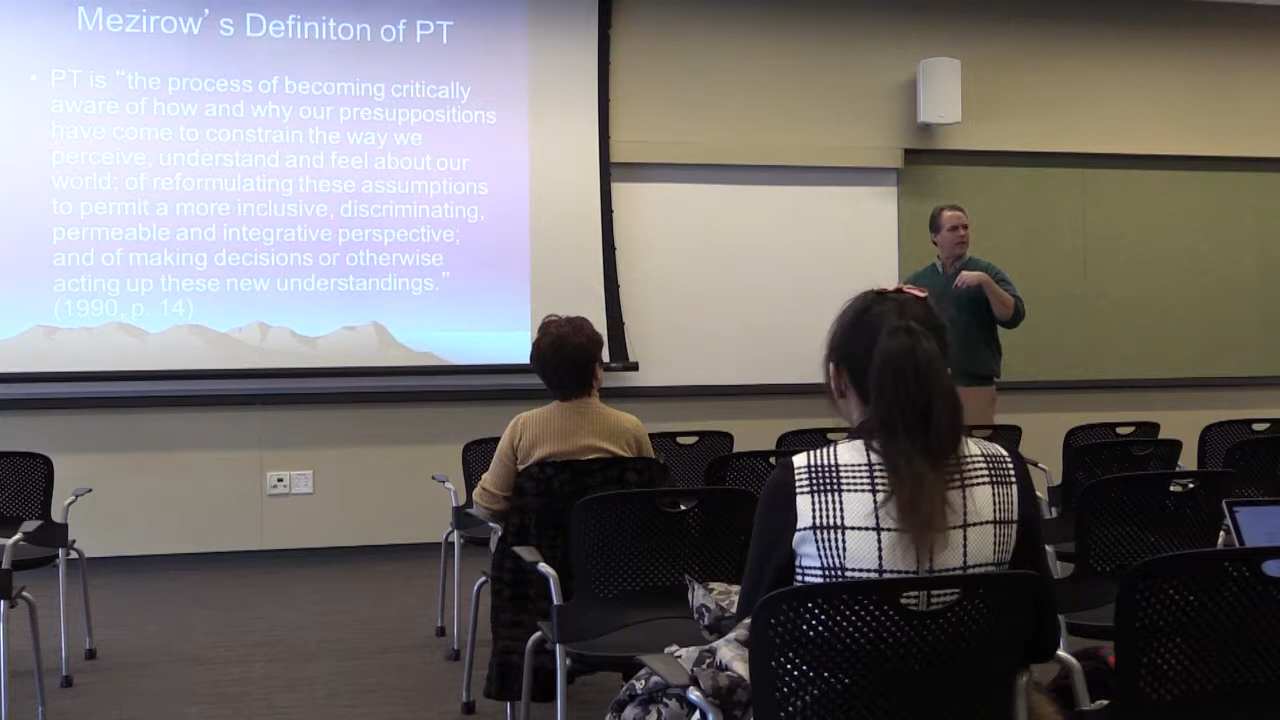 Mezirow's Definiton of PT
• PT is “the process of becoming critically
aware of how and why our presuppositions
have come to constrain the way we
perceive, understand and feel about our
world; of reformulating these assumptions
to permit a more inclusive, discriminating,
permeable and integrative perspective;
and of making decisions or otherwise
acting up these new understandings.”
(1990, p. 14)